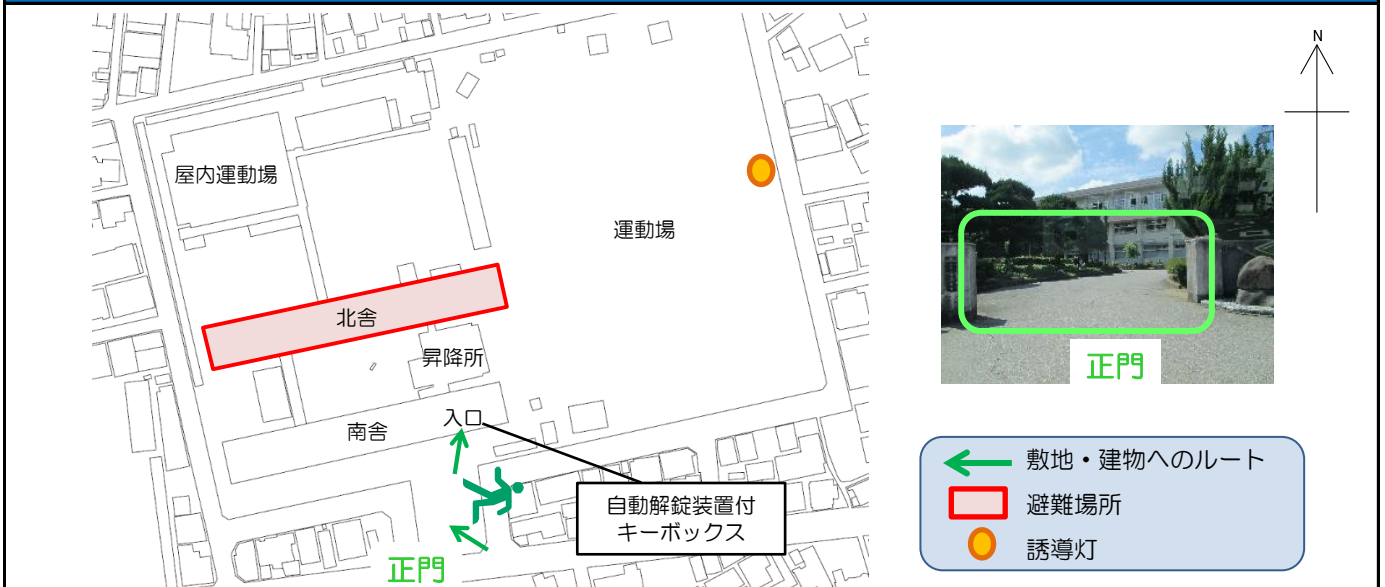 N
屋内運動場
運動場
北舎
昇降所
入口
南舎
自動解錠装置付
キーボックス
正門
正門
敷地・建物へのルート
避難場所
誘導灯